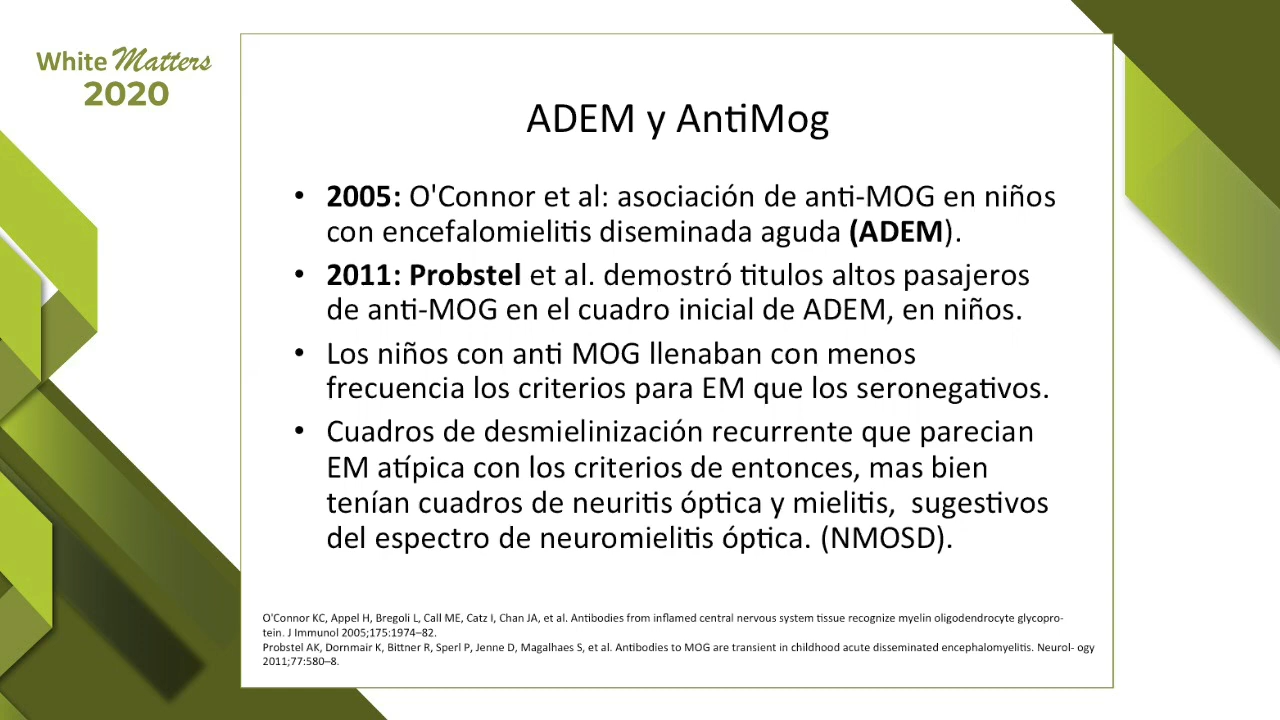 White Matters
2020
ADEM y AntiMog
• 2005: O'Connor et al: asociación de anti-MOG en niños
con encefalomielitis diseminada aguda (ADEM).
• 2011: Probstel et al. demostró titulos altos pasajeros
de anti-MOG en el cuadro inicial de ADEM, en niños.
• Los niños con anti MOG llenaban con menos
frecuencia los criterios para EM que los seronegativos.
• Cuadros de desmielinización recurrente que parecian
EM atípica con los criterios de entonces, mas bien
tenían cuadros de neuritis óptica y mielitis, sugestivos
del espectro de neuromielitis óptica. (NMOSD).
O'Connor KC, Appel H, Bregoli L, Call ME, Catz I, Chan JA, et al. Antibodies from inflamed central nervous system tissue recognize myelin oligodendrocyte glycopro-
tein. J Immunol 2005;175:1974–82.
Probstel AK, Dornmair K, Bittner R, Sperl P, Jenne D, Magalhaes S, et al. Antibodies to MOG are transient in childhood acute disseminated encephalomyelitis. Neurol- ogy
2011;77:580–8.